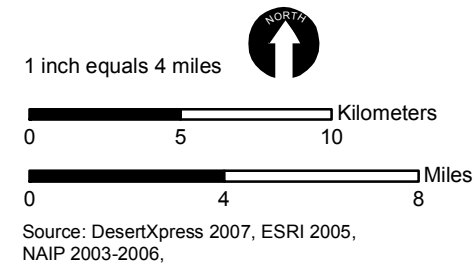 NORTH
1 inch equals 4 miles
Kilometers
0 5 10
Miles
0 4 8
Source: DesertXpress 2007, ESRI 2005,
NAIP 2003-2006,